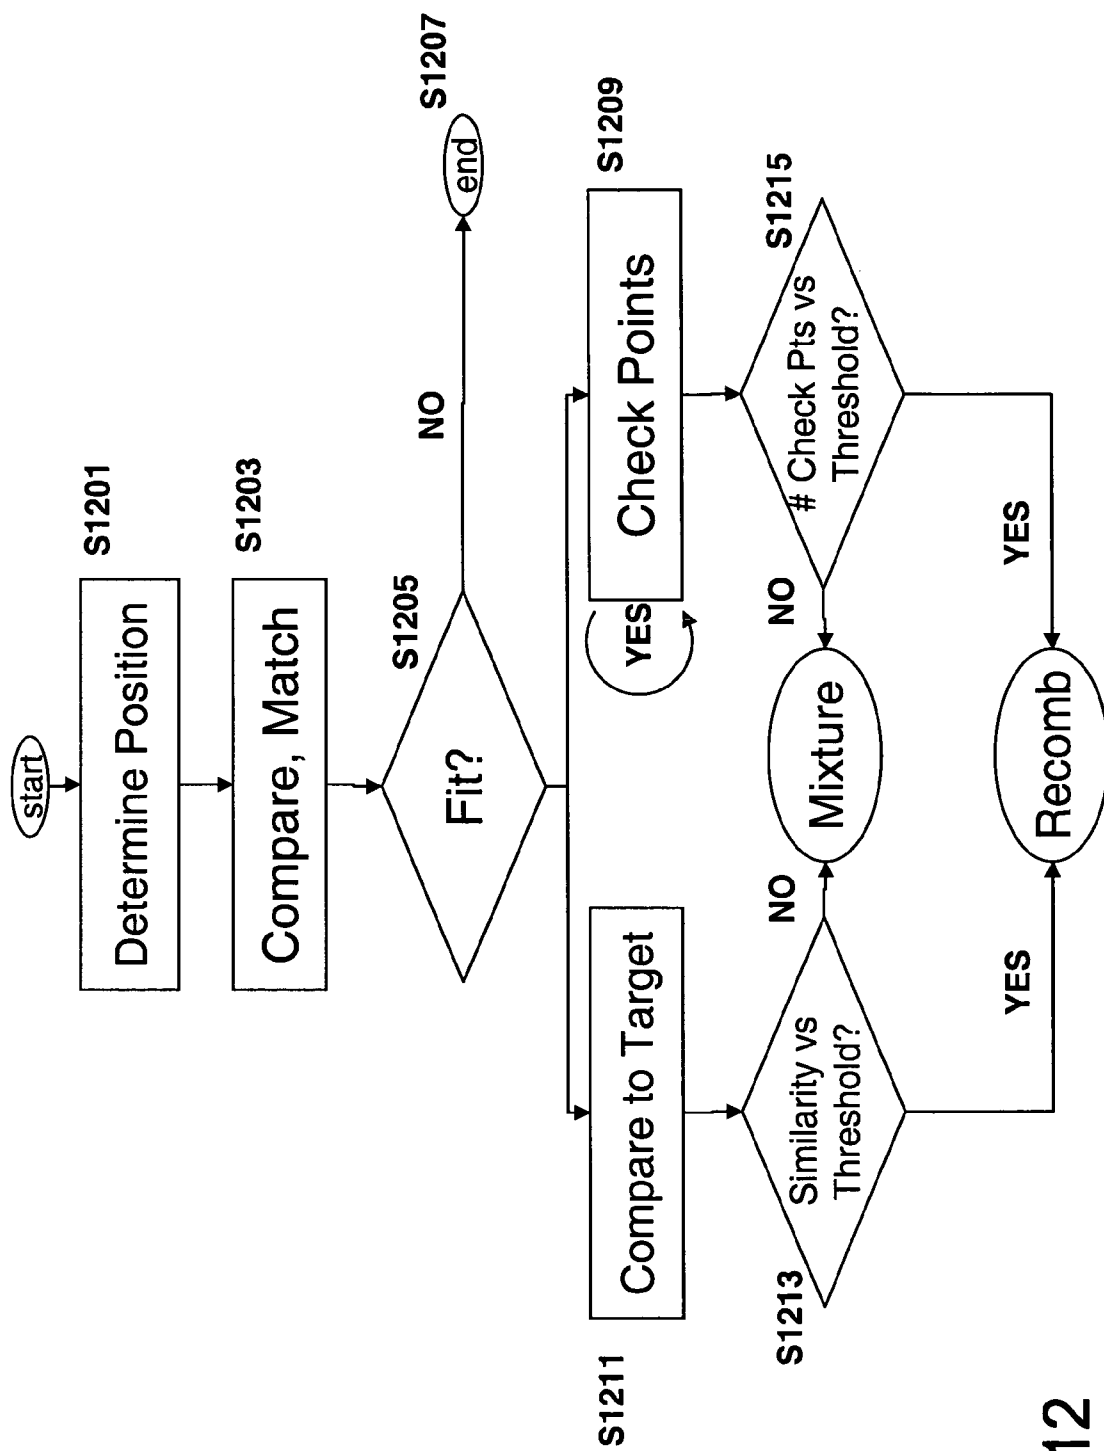 start
S1201
Determine Position
S1203
Compare, Match
S1205
Fit?
NO
S1207
end
S1211
Compare to Target
S1209
Check Points
YES
S1213
Similarity vs
Threshold?
NO
Mixture
NO
S1215
# Check Pts vs
Threshold?
YES
Recomb
YES
12